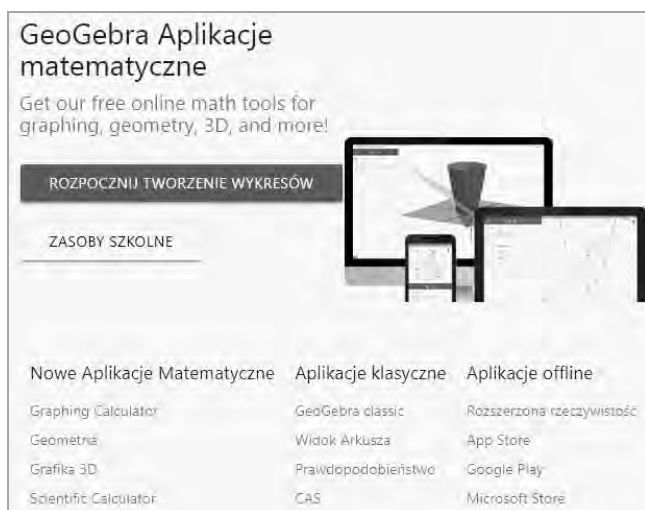 GeoGebra Aplikacje
matematyczne
Get our free online math tools for
graphing, geometry, 3D, and more!
ROZPOCZNIJ TWORZENIE WYKRESÓW
ZASOBY SZKOLNE
Nowe Aplikacje Matematyczne
Graphing Calculator
Geometria
Grafika 3D
Scientific Calculator
Aplikacje klasyczne
GeoGebra classic
Widok Arkusza
Prawdopodobieństwo
CAS
Aplikacje offline
Rozszerzona rzeczywistość
App Store
Google Play
Microsoft Store